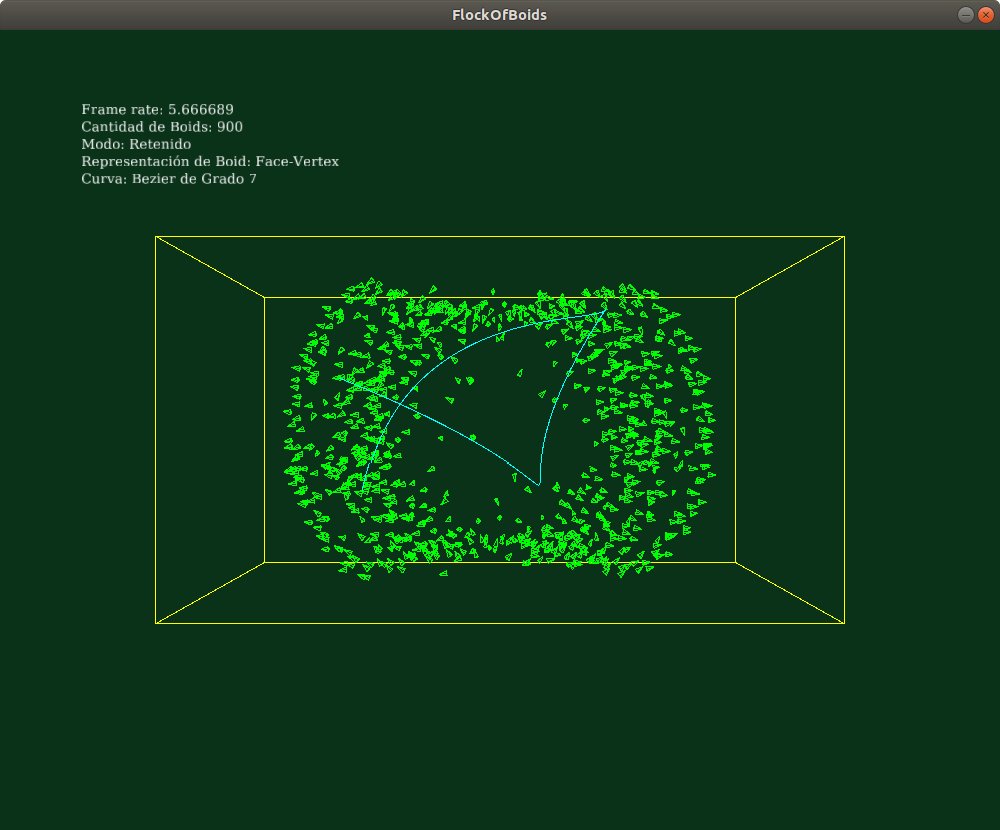 FlockOfBoids
Frame rate: 5.666689
Cantidad de Boids: 900
Modo: Retenido
Representación de Boid: Face-Vertex
Curva: Bezier de Grado 7